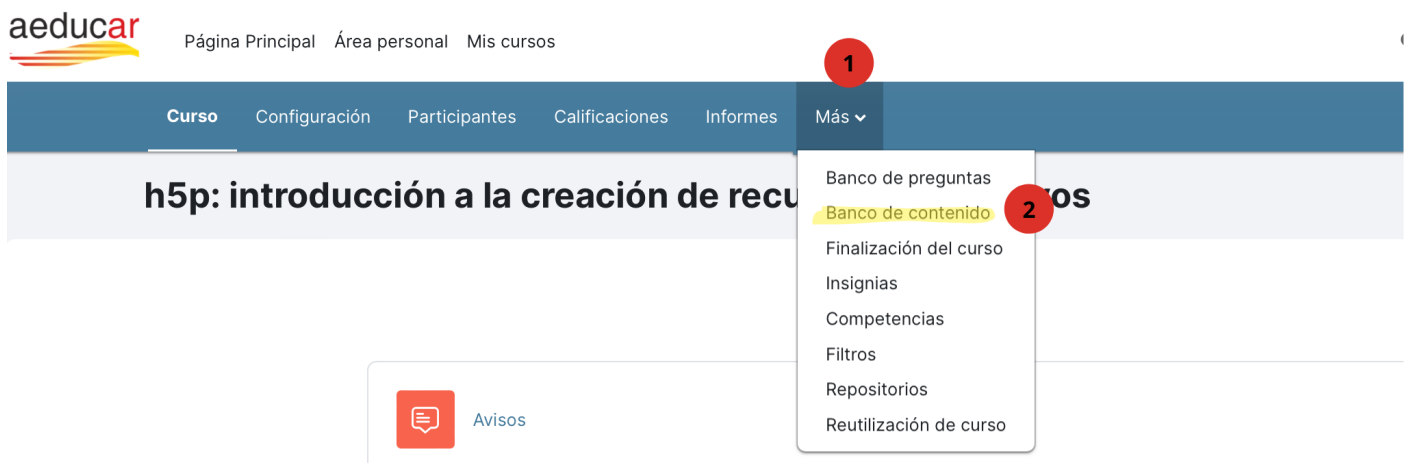 aeducar
Página Principal Área personal Mis cursos
1
Curso Configuración Participantes Calificaciones Informes Más
h5p: introducción a la creación de recu vos
Banco de preguntas
Banco de contenido
2
Finalización del curso
Insignias
Competencias
Filtros
Repositorios
Reutilización de curso
Avisos